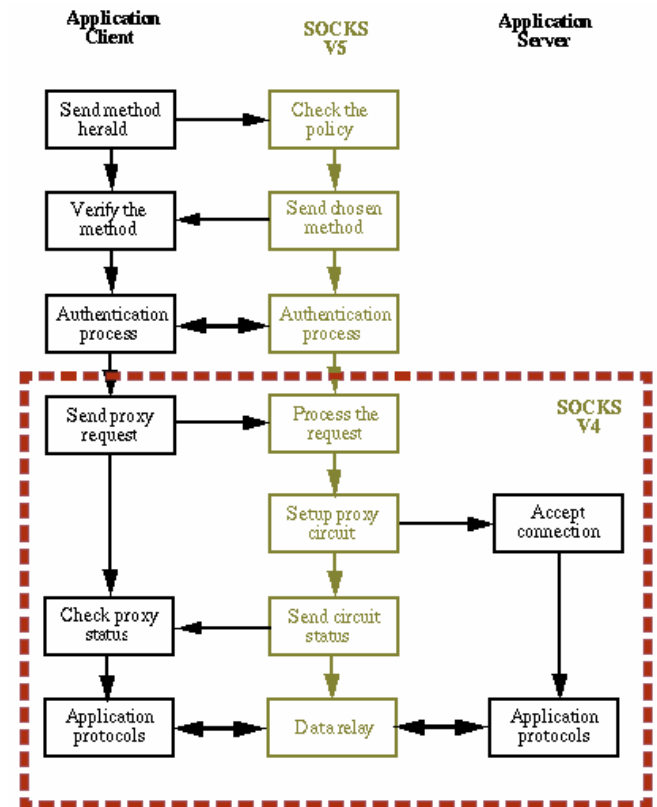 Application
Client
SOCKS
V5
Application
Server
Send method
herald
Check the
policy
Verify the
method
Send chosen
method
Authentication
process
Authentication
process
Send proxy
request
Process the
request
SOCKS
V4
Setup proxy
circuit
Accept
connection
Check proxy
status
Send circuit
status
Application
protocols
Data relay
Application
protocols